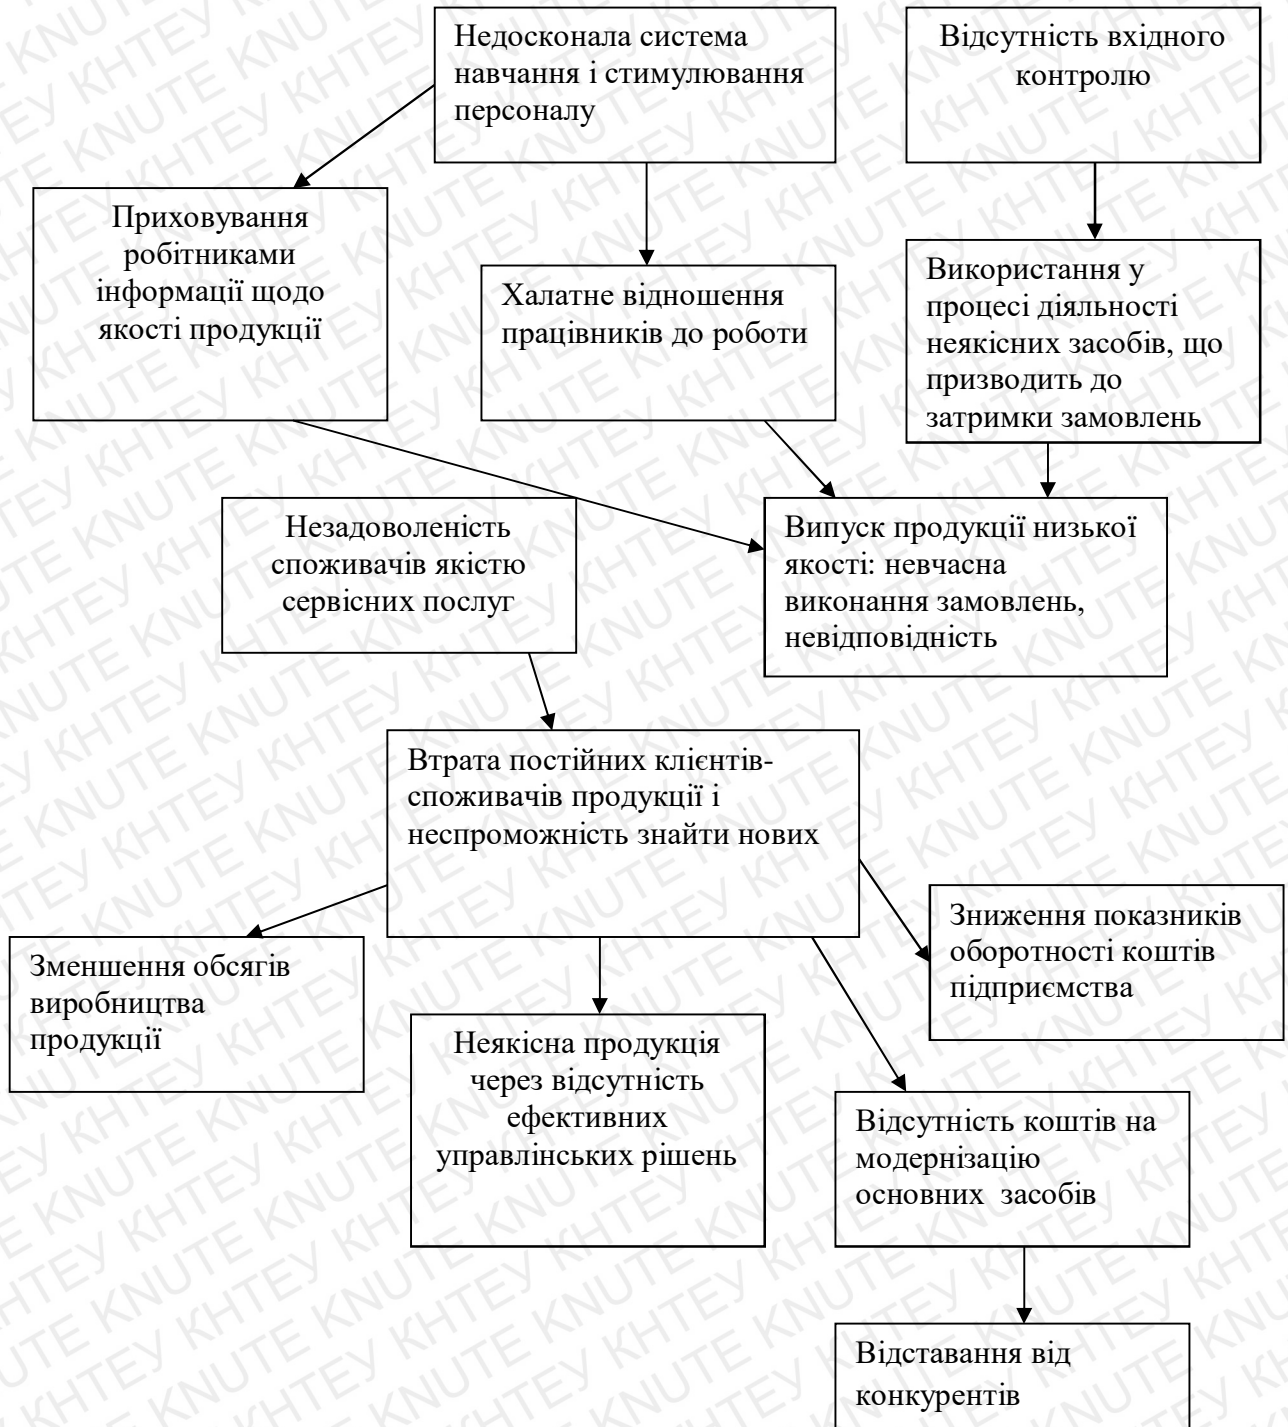 Недосконала система
навчання і стимулювання
персоналу
Відсутність вхідного
контролю
Приховування
робітниками
інформації щодо
якості продукції
Халатне відношення
працівників до роботи
Використання у
процесі діяльності
неякісних засобів, що
призводить до
затримки замовлень
Незадоволеність
споживачів якістю
сервісних послуг
Випуск продукції низької
якості: невчасна
виконання замовлень,
невідповідність
Втрата постійних клієнтів-
споживачів продукції і
неспроможність знайти нових
Зниження показників
оборотності коштів
підприємства
Зменшення обсягів
виробництва
продукції
Неякісна продукція
через відсутність
ефективних
управлінських рішень
Відсутність коштів на
модернізацію
основних засобів
Відставання від
конкурентів